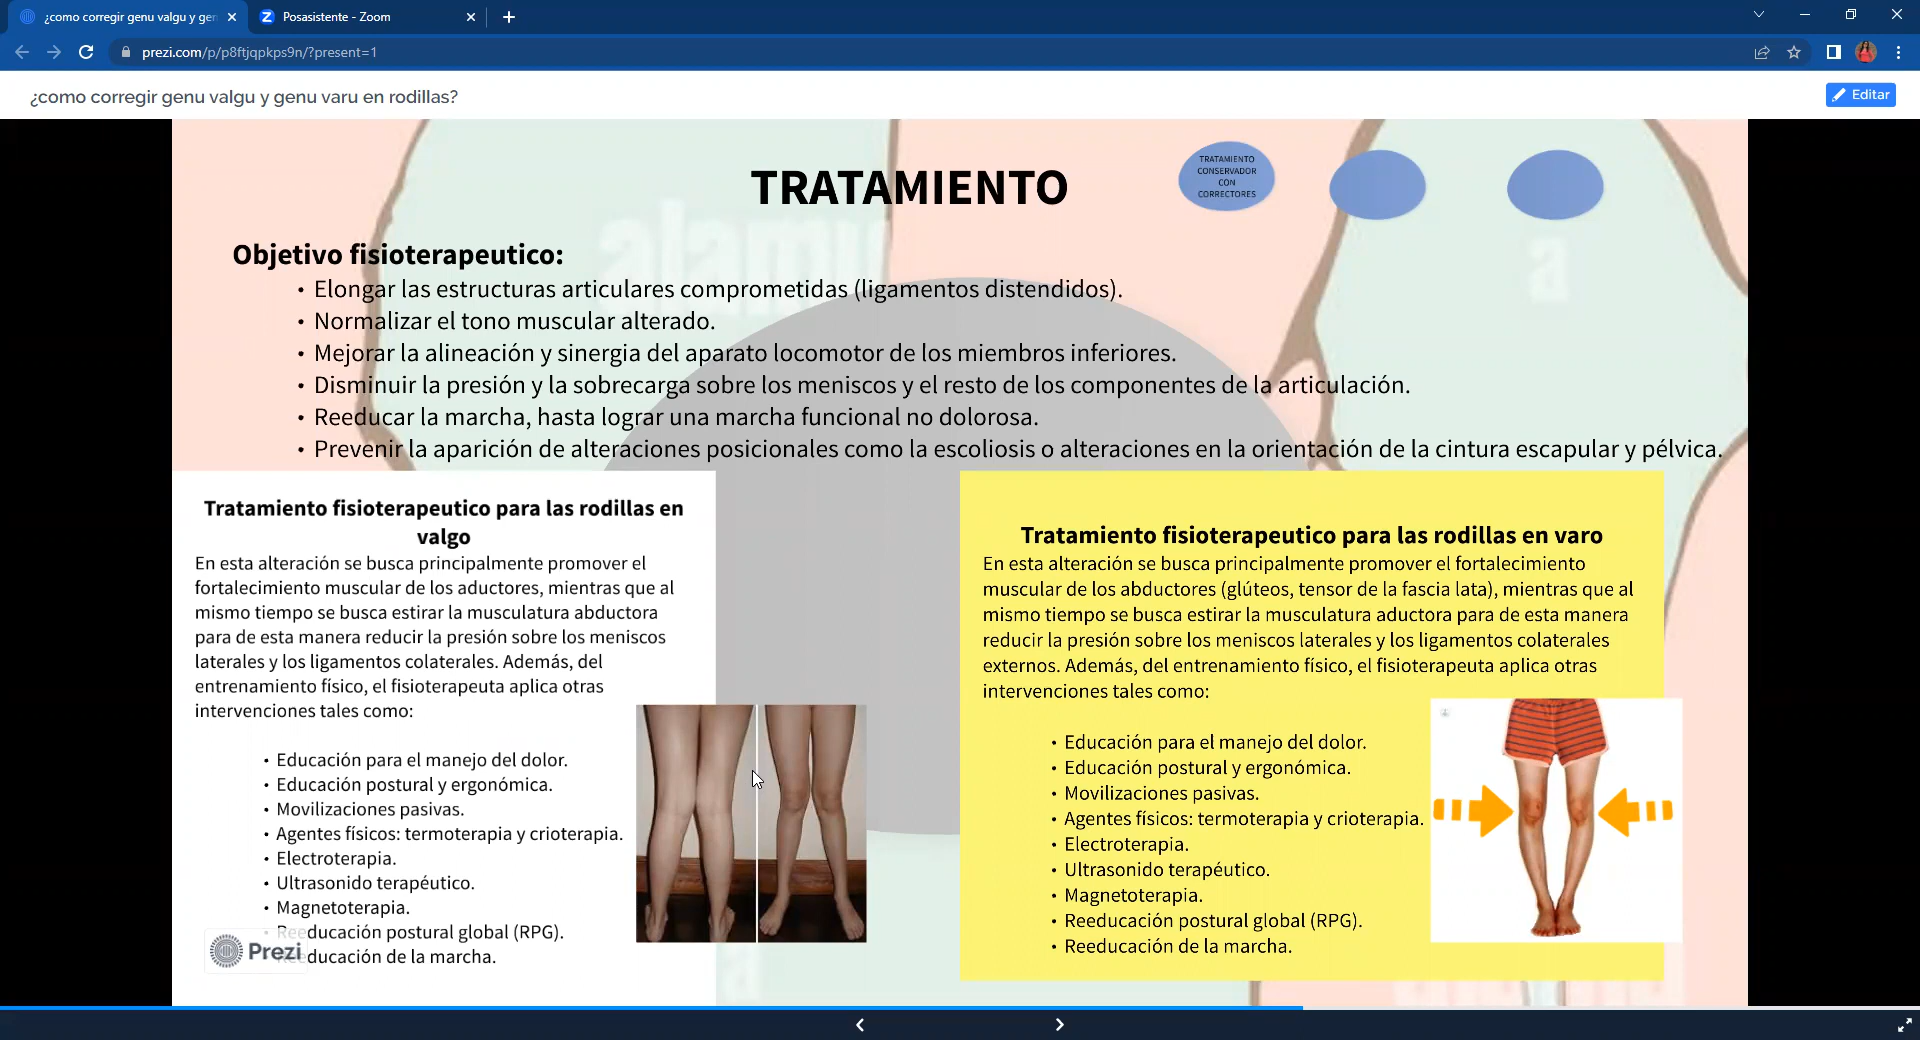 ¿como corregir genu valgu y gen
Posasistente - Zoom
prezi.com/p/p8ftjqpkps9n/?present=1
¿como corregir genu valgu y genu varu en rodillas?
Editar
TRATAMIENTO
TRATAMIENTO
CONSERVADOR
CON
CORRECTORES
alamy
a
Objetivo fisioterapeutico:
• Elongar las estructuras articulares comprometidas (ligamentos distendidos).
• Normalizar el tono muscular alterado.
• Mejorar la alineación y sinergia del aparato locomotor de los miembros inferiores.
• Disminuir la presión y la sobrecarga sobre los meniscos y el resto de los componentes de la articulación.
• Reeducar la marcha, hasta lograr una marcha funcional no dolorosa.
• Prevenir la aparición de alteraciones posicionales como la escoliosis o alteraciones en la orientación de la cintura escapular y pélvica.
Tratamiento fisioterapeutico para las rodillas en
valgo
En esta alteración se busca principalmente promover el
fortalecimiento muscular de los aductores, mientras que al
mismo tiempo se busca estirar la musculatura abductora
para de esta manera reducir la presión sobre los meniscos
laterales y los ligamentos colaterales. Además, del
entrenamiento físico, el fisioterapeuta aplica otras
intervenciones tales como:
• Educación para el manejo del dolor.
• Educación postural y ergonómica.
• Movilizaciones pasivas.
• Agentes físicos: termoterapia y crioterapia.
• Electroterapia.
• Ultrasonido terapéutico.
• Magnetoterapia.
• Reeducación postural global (RPG).
• Reeducación de la marcha.
Prezi
Tratamiento fisioterapeutico para las rodillas en varo
En esta alteración se busca principalmente promover el fortalecimiento
muscular de los abductores (glúteos, tensor de la fascia lata), mientras que al
mismo tiempo se busca estirar la musculatura aductora para de esta manera
reducir la presión sobre los meniscos laterales y los ligamentos colaterales
externos. Además, del entrenamiento físico, el fisioterapeuta aplica otras
intervenciones tales como:
• Educación para el manejo del dolor.
• Educación postural y ergonómica.
• Movilizaciones pasivas.
• Agentes físicos: termoterapia y crioterapia.
• Electroterapia.
• Ultrasonido terapéutico.
• Magnetoterapia.
• Reeducación postural global (RPG).
• Reeducación de la marcha.